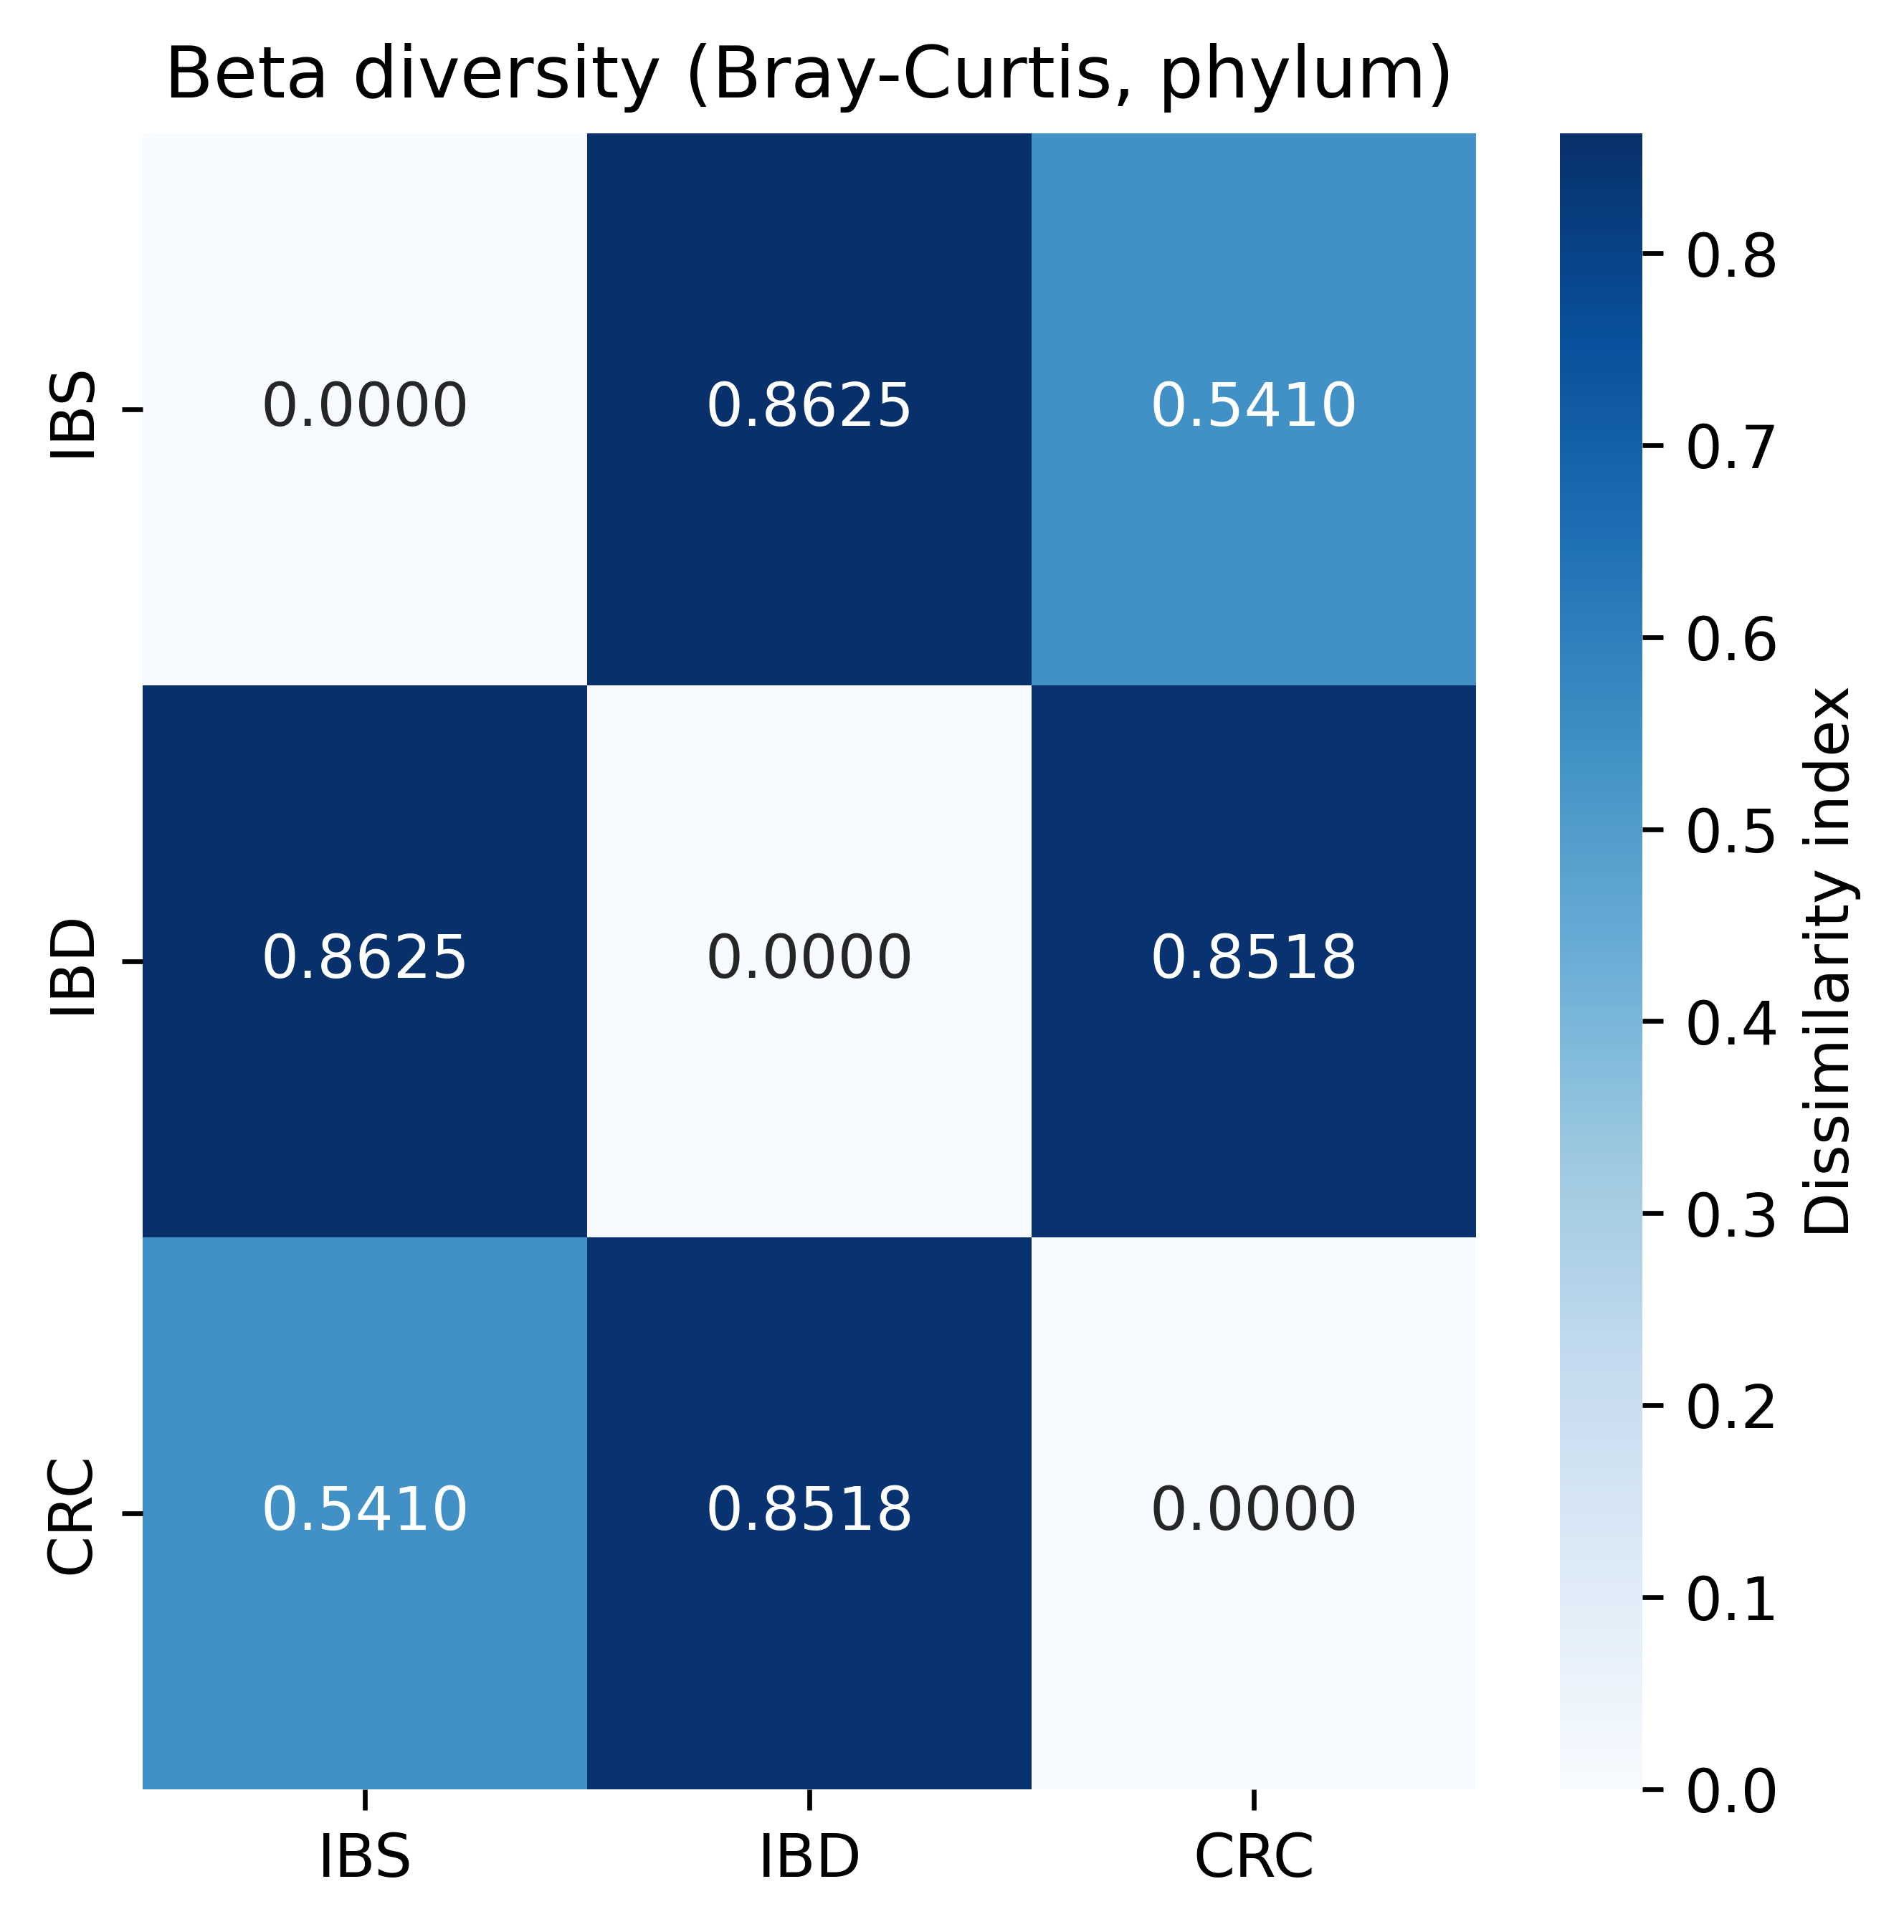 Beta diversity (Bray-Curtis, phylum)
IBS
0.0000 0.8625 0.5410
IBD
0.8625 0.0000 0.8518
CRC
0.5410 0.8518 0.0000
IBS IBD CRC
0.8
0.7
0.6
0.5
0.4
0.3
0.2
0.1
0.0
Dissimilarity index